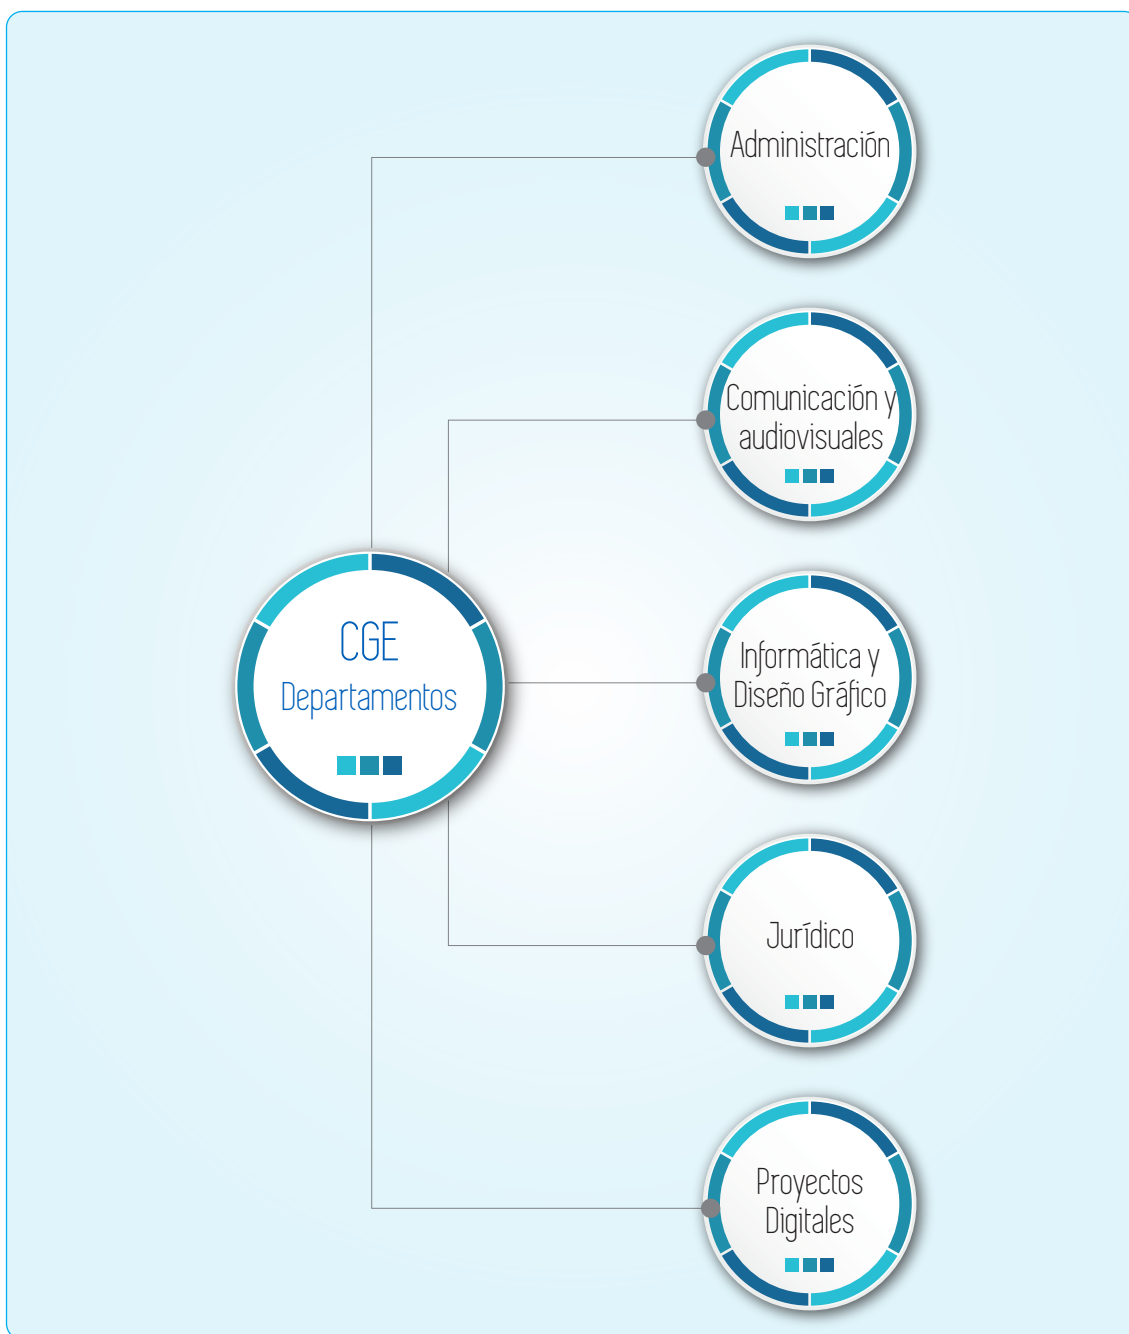 Administración
Comunicación y
audiovisuales
CGE
Departamentos
Informática y
Diseño Gráfico
Jurídico
Proyectos
Digitales